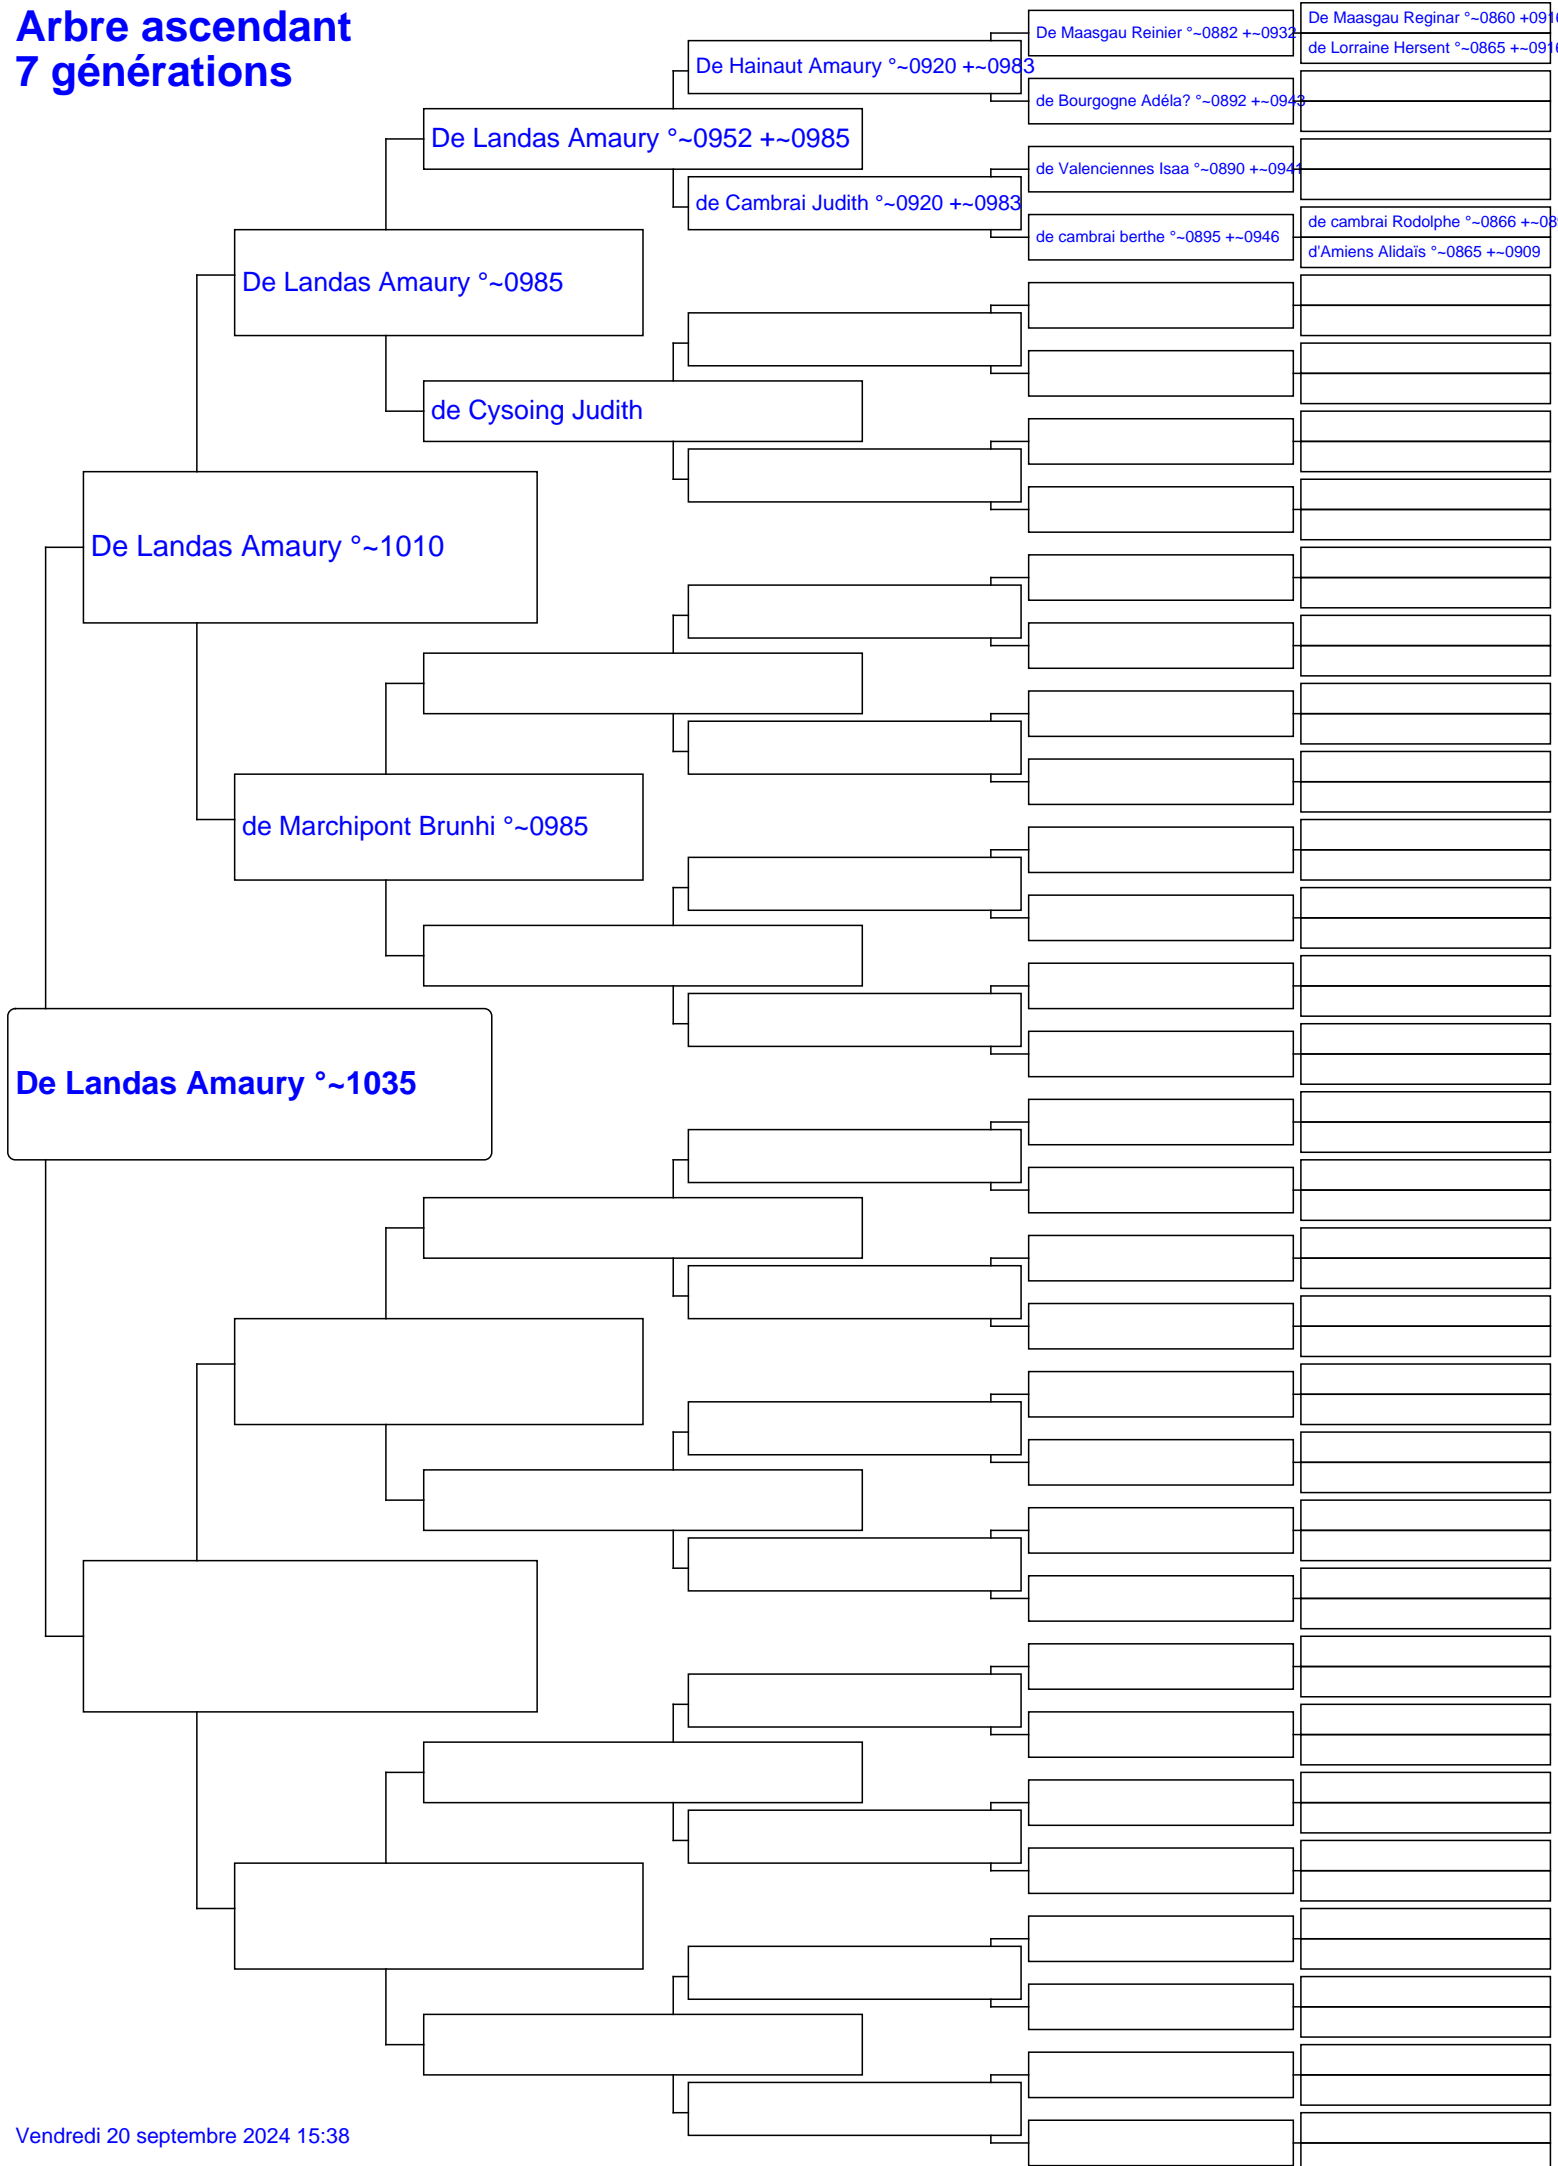 Arbre ascendant
7 générations
De Maasgau Reginar °~0860 +0916
de Lorraine Hersent °~0865 +~0916
De Maasgau Reinier °~0882 +~0932
De Hainaut Amaury °~0920 +~0983
de Bourgogne Adéla? °~0892 +~0943
De Landas Amaury °~0952 +~0985
de Valenciennes Isaa °~0890 +~0941
de Cambrai Judith °~0920 +~0983
de cambrai Rodolphe °~0866 +~08
de cambrai berthe °~0895 +~0946
d'Amiens Alidaïs °~0865 +~0909
De Landas Amaury °~0985
de Cysoing Judith
De Landas Amaury °~1010
de Marchipont Brunhi °~0985
De Landas Amaury °~1035
Vendredi 20 septembre 2024 15:38